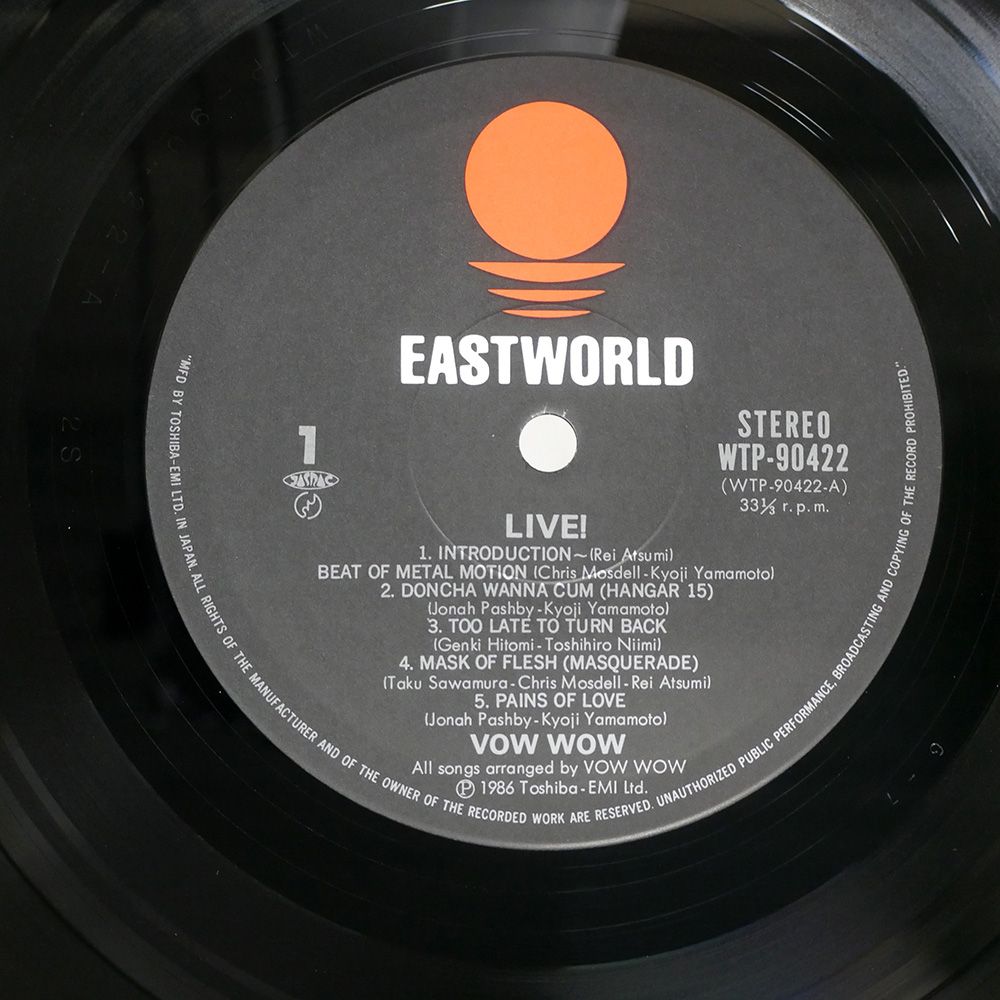 EASTWORLD
1
JASRAC
STEREO
WTP-90422
(WTP-90422-A)
33⅓ r.p.m.
LIVE!
1. INTRODUCTION~(Rei Atsumi)
BEAT OF METAL MOTION (Chris Mosdell-Kyoji Yamamoto)
2. DONCHA WANNA CUM (HANGAR 15)
(Jonah Pashby-Kyoji Yamamoto)
3. TOO LATE TO TURN BACK
(Genki Hitomi-Toshihiro Niimi)
4. MASK OF FLESH (MASQUERADE)
(Taku Sawamura-Chris Mosdell-Rei Atsumi)
5. PAINS OF LOVE
(Jonah Pashby-Kyoji Yamamoto)
VOW WOW
All songs arranged by VOW WOW
Ⓟ 1986 Toshiba-EMI Ltd.
"MFD BY TOSHIBA-EMI LTD. IN JAPAN. ALL RIGHTS OF THE MANUFACTURER AND OF THE OWNER OF THE RECORDED WORK ARE RESERVED. UNAUTHORIZED PUBLIC PERFORMANCE, BROADCASTING AND COPYING OF THE RECORD PROHIBITED."
2S